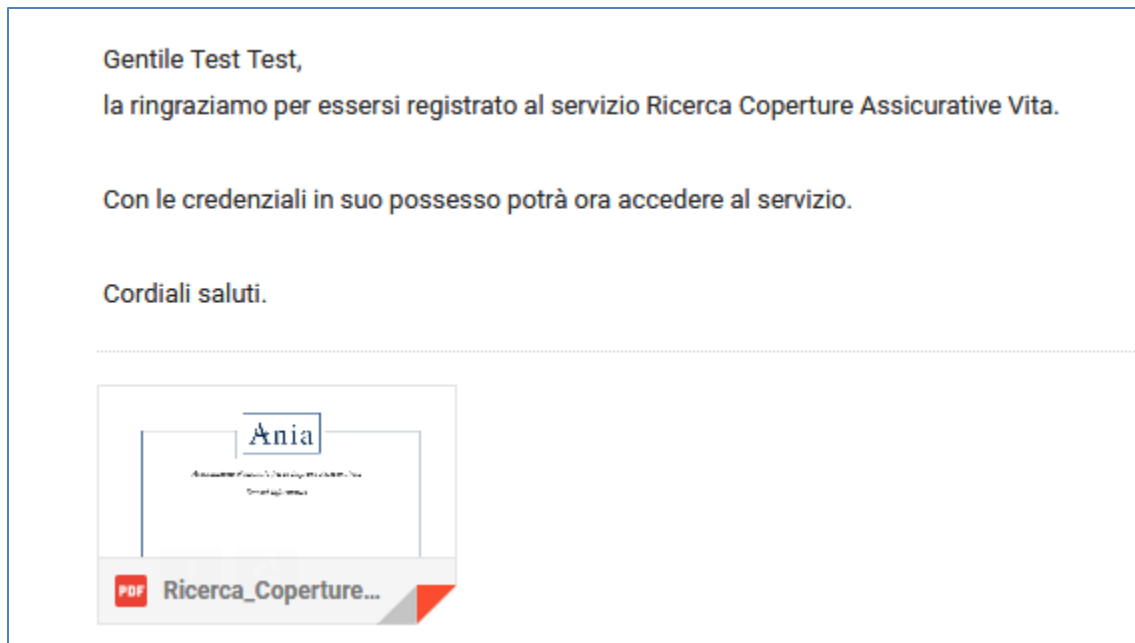 Gentile Test Test,
la ringraziamo per essersi registrato al servizio Ricerca Coperture Assicurative Vita.
Con le credenziali in suo possesso potrà ora accedere al servizio.
Cordiali saluti.
Ania
PDF Ricerca_Coperture...